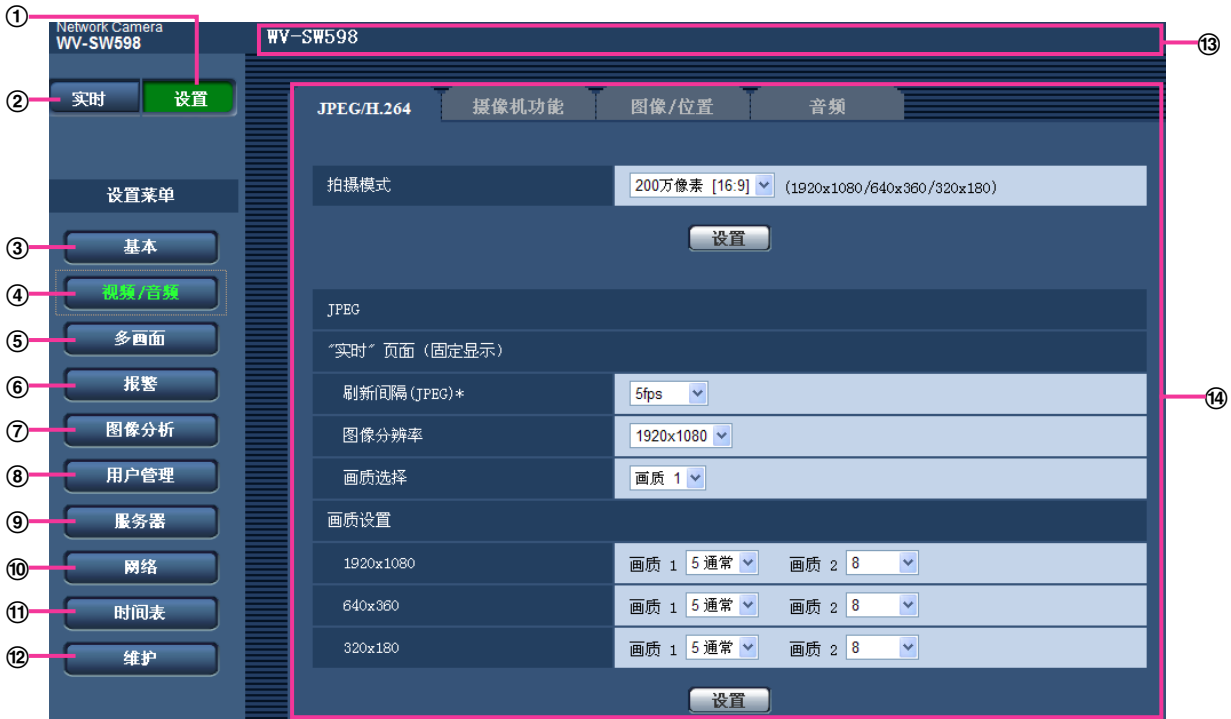 ①
Network Camera
WV-SW598
WV-SW598
⑬
② 实时 设置
JPEG/H.264 摄像机功能 图像/位置 音频
设置菜单
拍摄模式 200万像素 [16:9] (1920x1080/640x360/320x180)
设置
③ 基本
④ 视频/音频
⑤ 多画面
⑥ 报警
⑦ 图像分析
⑧ 用户管理
⑨ 服务器
⑩ 网络
⑪ 时间表
⑫ 维护
JPEG
“实时” 页面 (固定显示)
刷新间隔(JPEG)* 5fps
⑭
图像分辨率 1920x1080
画质选择 画质 1
画质设置
1920x1080 画质 1 5 通常 画质 2 8
640x360 画质 1 5 通常 画质 2 8
320x180 画质 1 5 通常 画质 2 8
设置